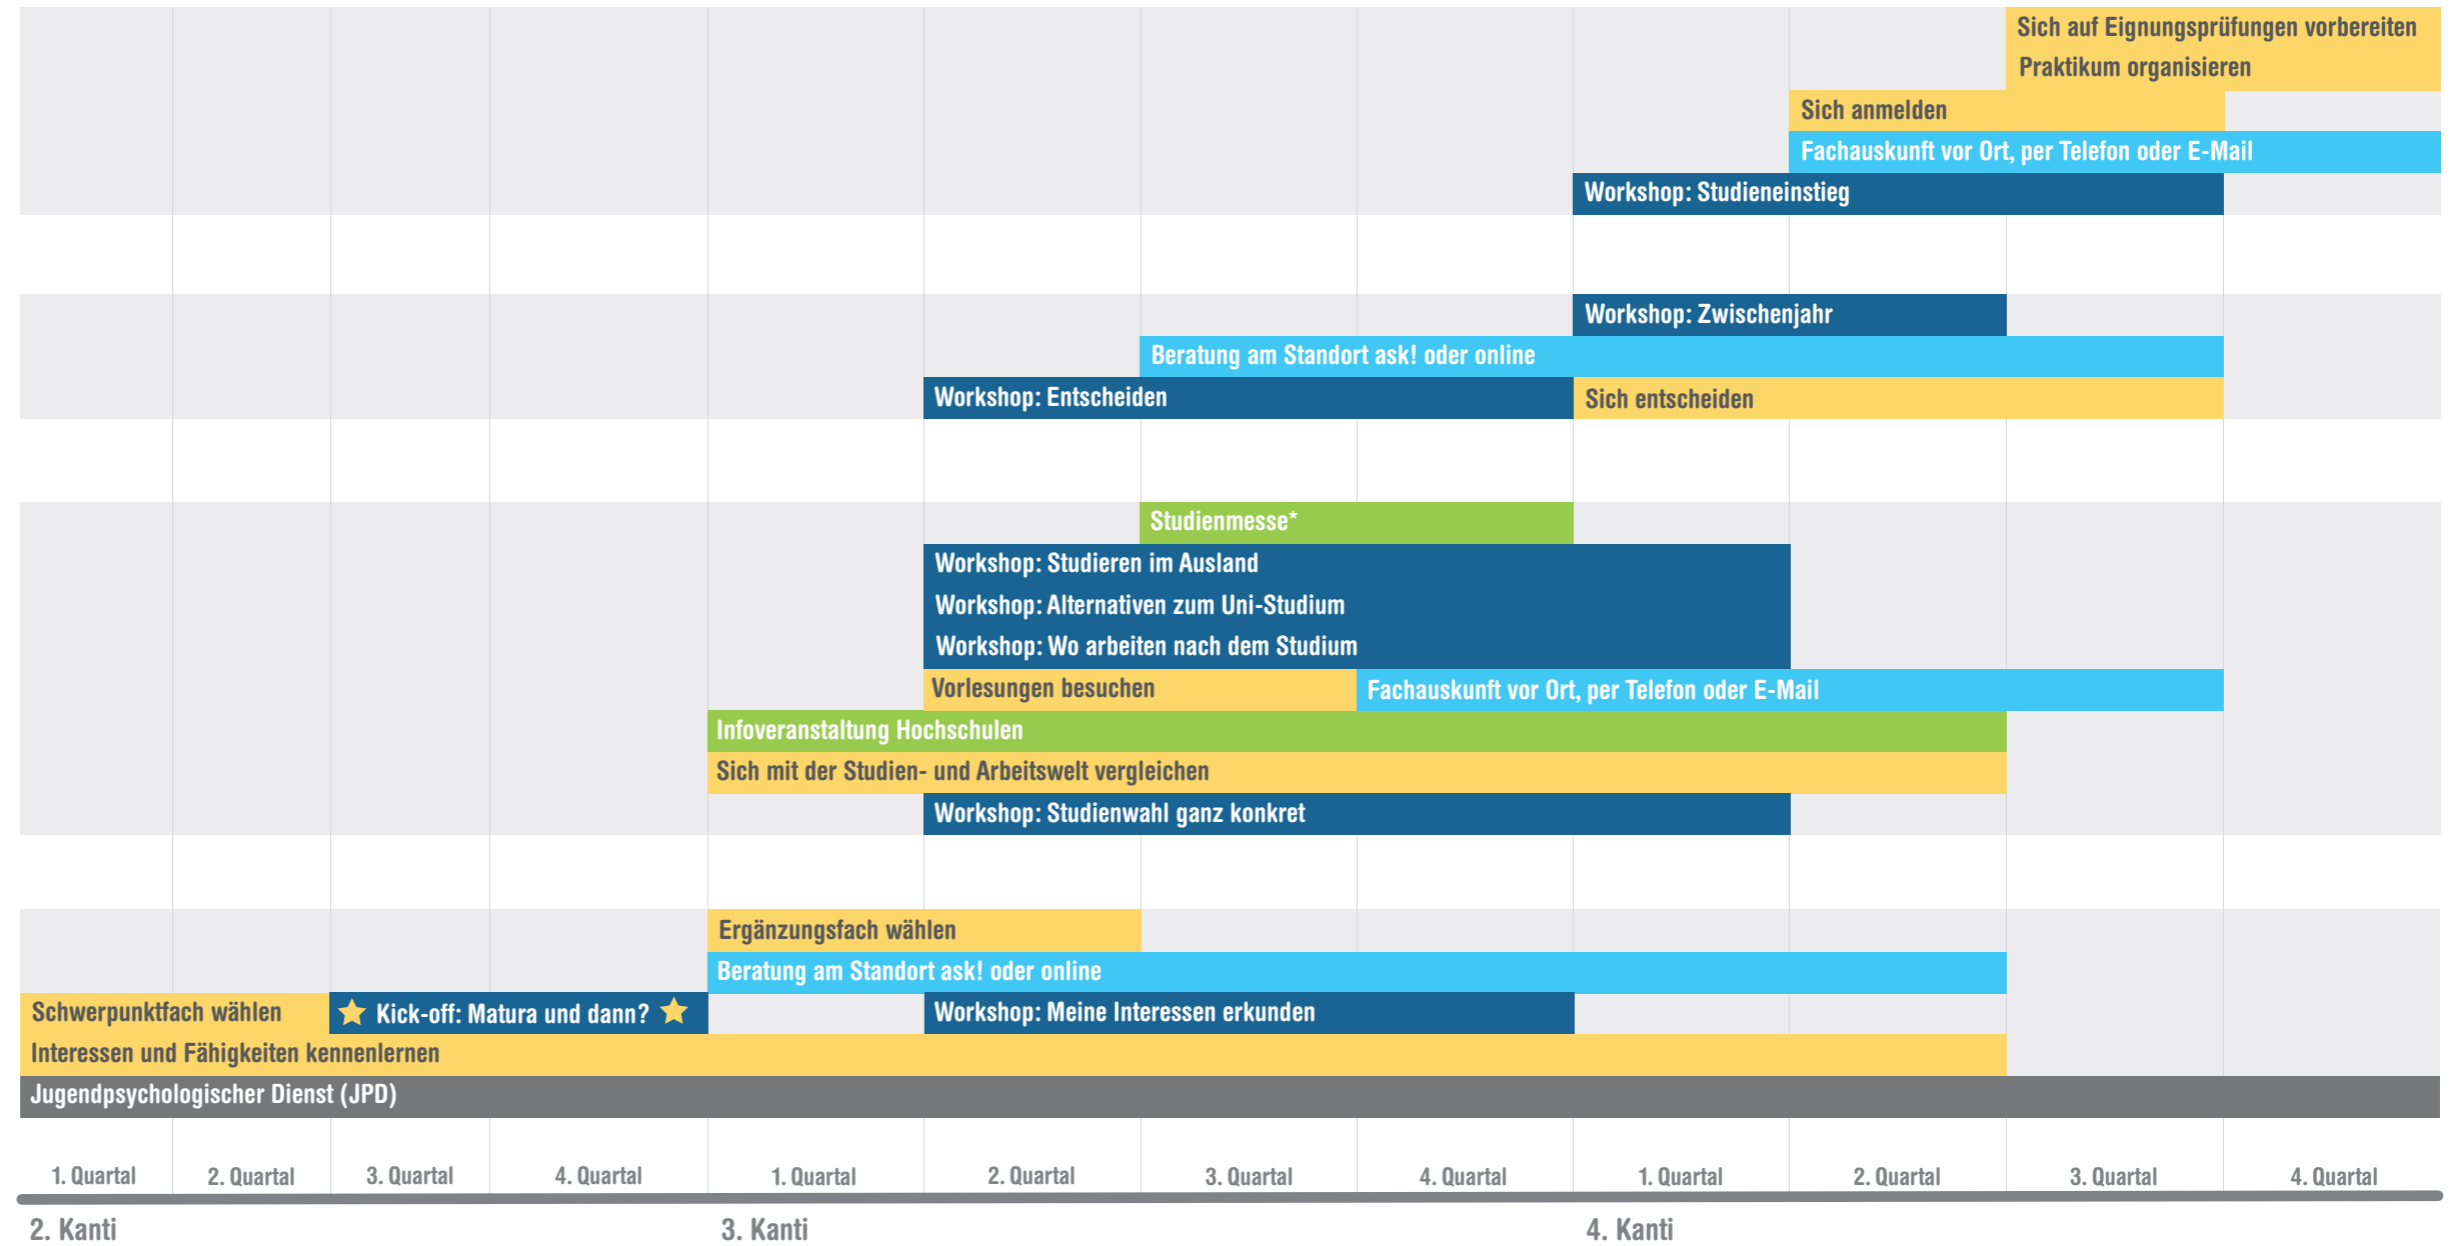 Sich auf Eignungsprüfungen vorbereiten
Praktikum organisieren
Sich anmelden
Fachauskunft vor Ort, per Telefon oder E-Mail
Workshop: Studieneinstieg
Workshop: Zwischenjahr
Beratung am Standort ask! oder online
Workshop: Entscheiden
Sich entscheiden
Studienmesse*
Workshop: Studieren im Ausland
Workshop: Alternativen zum Uni-Studium
Workshop: Wo arbeiten nach dem Studium
Vorlesungen besuchen
Fachauskunft vor Ort, per Telefon oder E-Mail
Infoveranstaltung Hochschulen
Sich mit der Studien- und Arbeitswelt vergleichen
Workshop: Studienwahl ganz konkret
Ergänzungsfach wählen
Beratung am Standort ask! oder online
Schwerpunktfach wählen
Kick-off: Matura und dann?
Workshop: Meine Interessen erkunden
Interessen und Fähigkeiten kennenlernen
Jugendpsychologischer Dienst (JPD)
1. Quartal
2. Quartal
3. Quartal
4. Quartal
1. Quartal
2. Quartal
3. Quartal
4. Quartal
1. Quartal
2. Quartal
3. Quartal
4. Quartal
2. Kanti
3. Kanti
4. Kanti